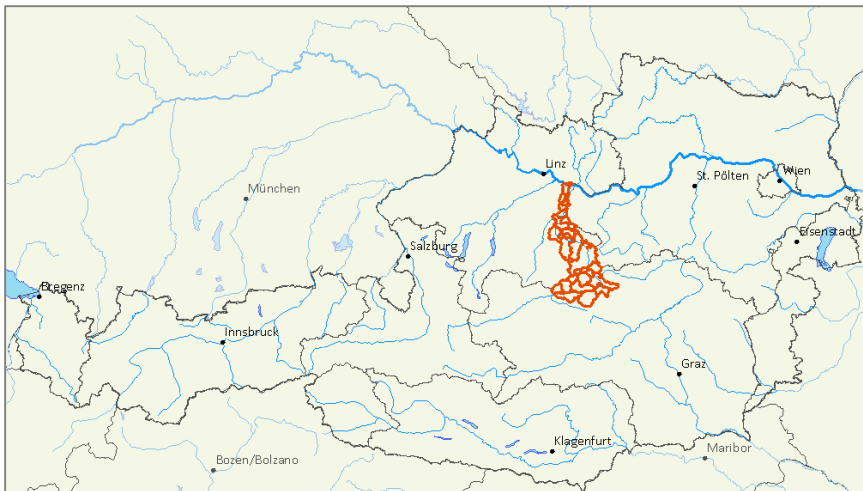 Linz
Wien
St. Pölten
München
Eisenstadt
Salzburg
Bregenz
Innsbruck
Graz
Klagenfurt
Maribor
Bozen/Bolzano